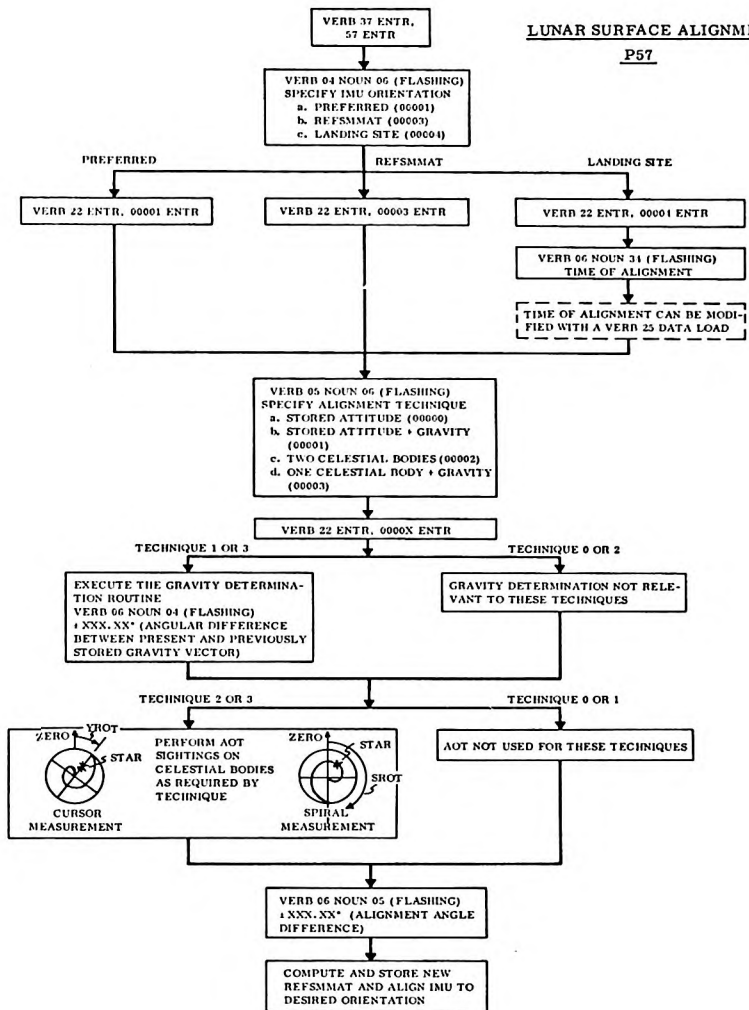 LUNAR SURFACE ALIGNM
P57
VERB 37 ENTR,
57 ENTR
VERB 04 NOUN 06 (FLASHING)
SPECIFY IMU ORIENTATION
a. PREFERRED (00001)
b. REFSMMAT (00003)
c. LANDING SITE (00004)
PREFERRED
REFSMMAT
LANDING SITE
VERB 22 ENTR, 00001 ENTR
VERB 22 ENTR, 00003 ENTR
VERB 22 ENTR, 00004 ENTR
VERB 06 NOUN 34 (FLASHING)
TIME OF ALIGNMENT
TIME OF ALIGNMENT CAN BE MODI-
FIED WITH A VERB 25 DATA LOAD
VERB 05 NOUN 06 (FLASHING)
SPECIFY ALIGNMENT TECHNIQUE
a. STORED ATTITUDE (00000)
b. STORED ATTITUDE + GRAVITY
(00001)
c. TWO CELESTIAL BODIES (00002)
d. ONE CELESTIAL BODY + GRAVITY
(00003)
VERB 22 ENTR, 0000X ENTR
TECHNIQUE 1 OR 3
TECHNIQUE 0 OR 2
EXECUTE THE GRAVITY DETERMINA-
TION ROUTINE
VERB 06 NOUN 04 (FLASHING)
+XXX.XX° (ANGULAR DIFFERENCE
BETWEEN PRESENT AND PREVIOUSLY
STORED GRAVITY VECTOR)
GRAVITY DETERMINATION NOT RELE-
VANT TO THESE TECHNIQUES
TECHNIQUE 2 OR 3
TECHNIQUE 0 OR 1
ZERO
YROT
STAR
CURSOR
MEASUREMENT
PERFORM AOT
SIGHTINGS ON
CELESTIAL BODIES
AS REQUIRED BY
TECHNIQUE
ZERO
STAR
SROT
SPIRAL
MEASUREMENT
AOT NOT USED FOR THESE TECHNIQUES
VERB 06 NOUN 05 (FLASHING)
+XXX.XX° (ALIGNMENT ANGLE
DIFFERENCE)
COMPUTE AND STORE NEW
REFSMMAT AND ALIGN IMU TO
DESIRED ORIENTATION